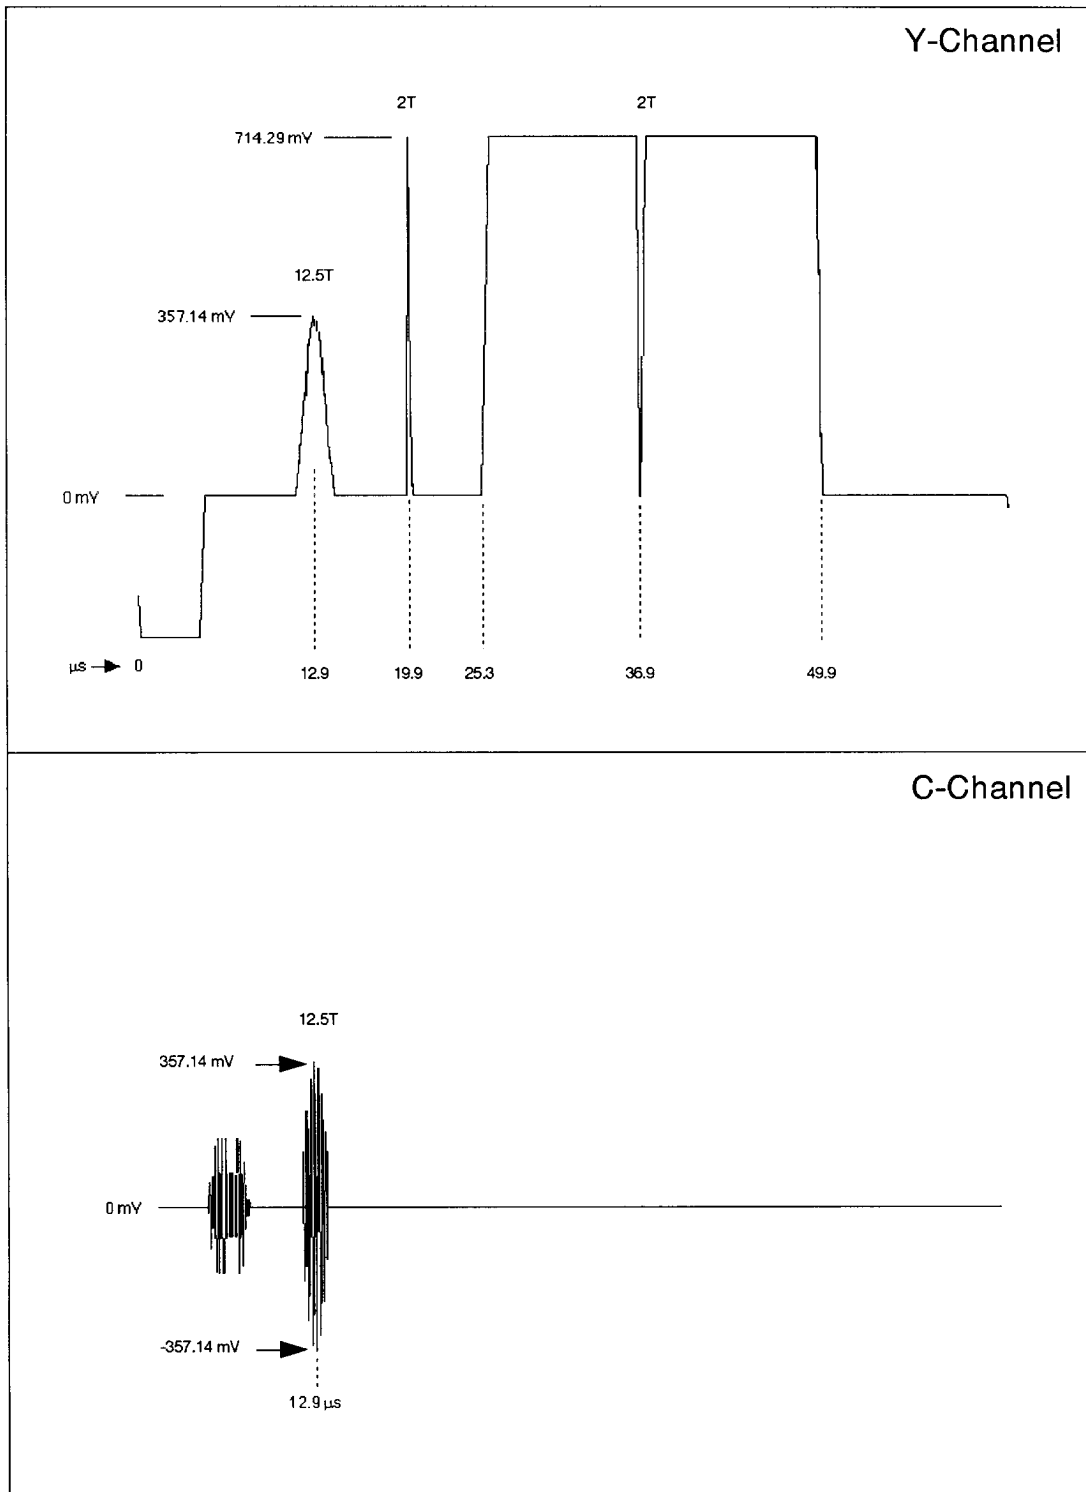 Y-Channel
2T 2T
714.29 mV
12.5T
357.14 mV
0 mV
µs 0 12.9 19.9 25.3 36.9 49.9
C-Channel
12.5T
357.14 mV
0 mV
-357.14 mV
12.9 µs